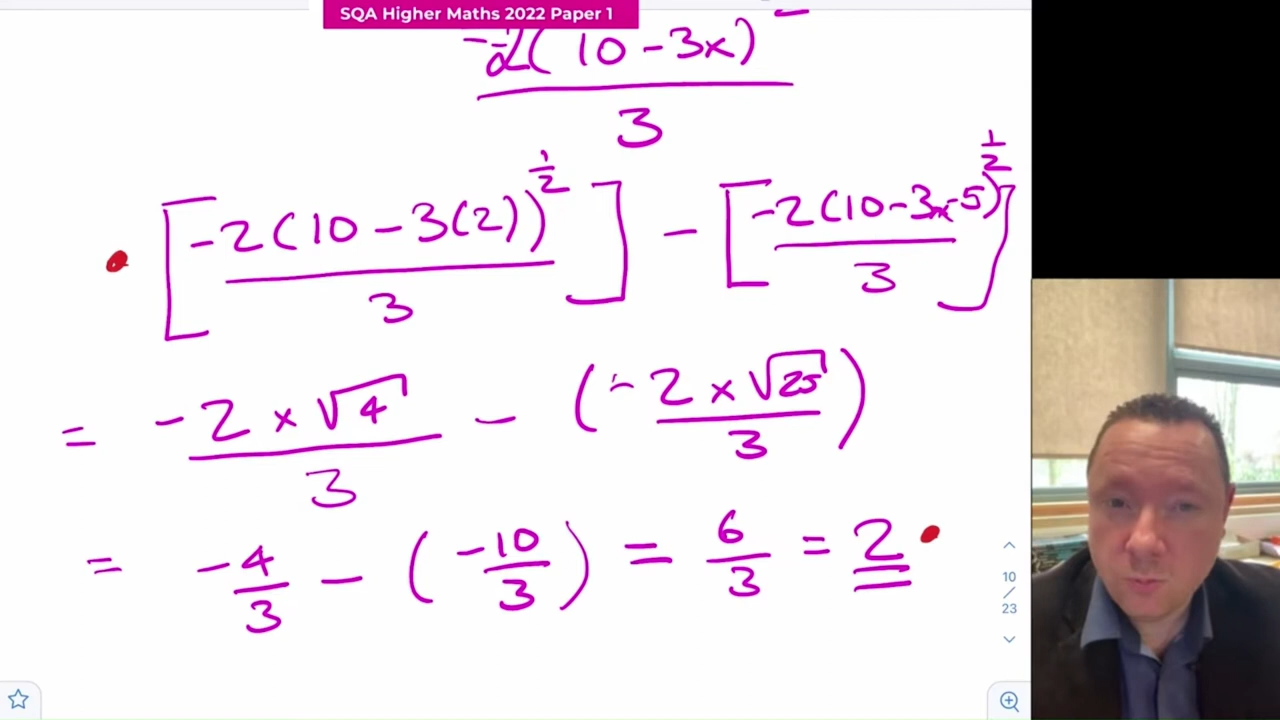 SQA Higher Maths 2022 Paper 1
-2(10-3x)
3
[-2(10-3(2))^{1/2} / 3] - [-2(10-3x-5)^{1/2} / 3]
= -2×√4 / 3 - (-2×√25 / 3)
= -4/3 - (-10/3) = 6/3 = 2
10
/
23